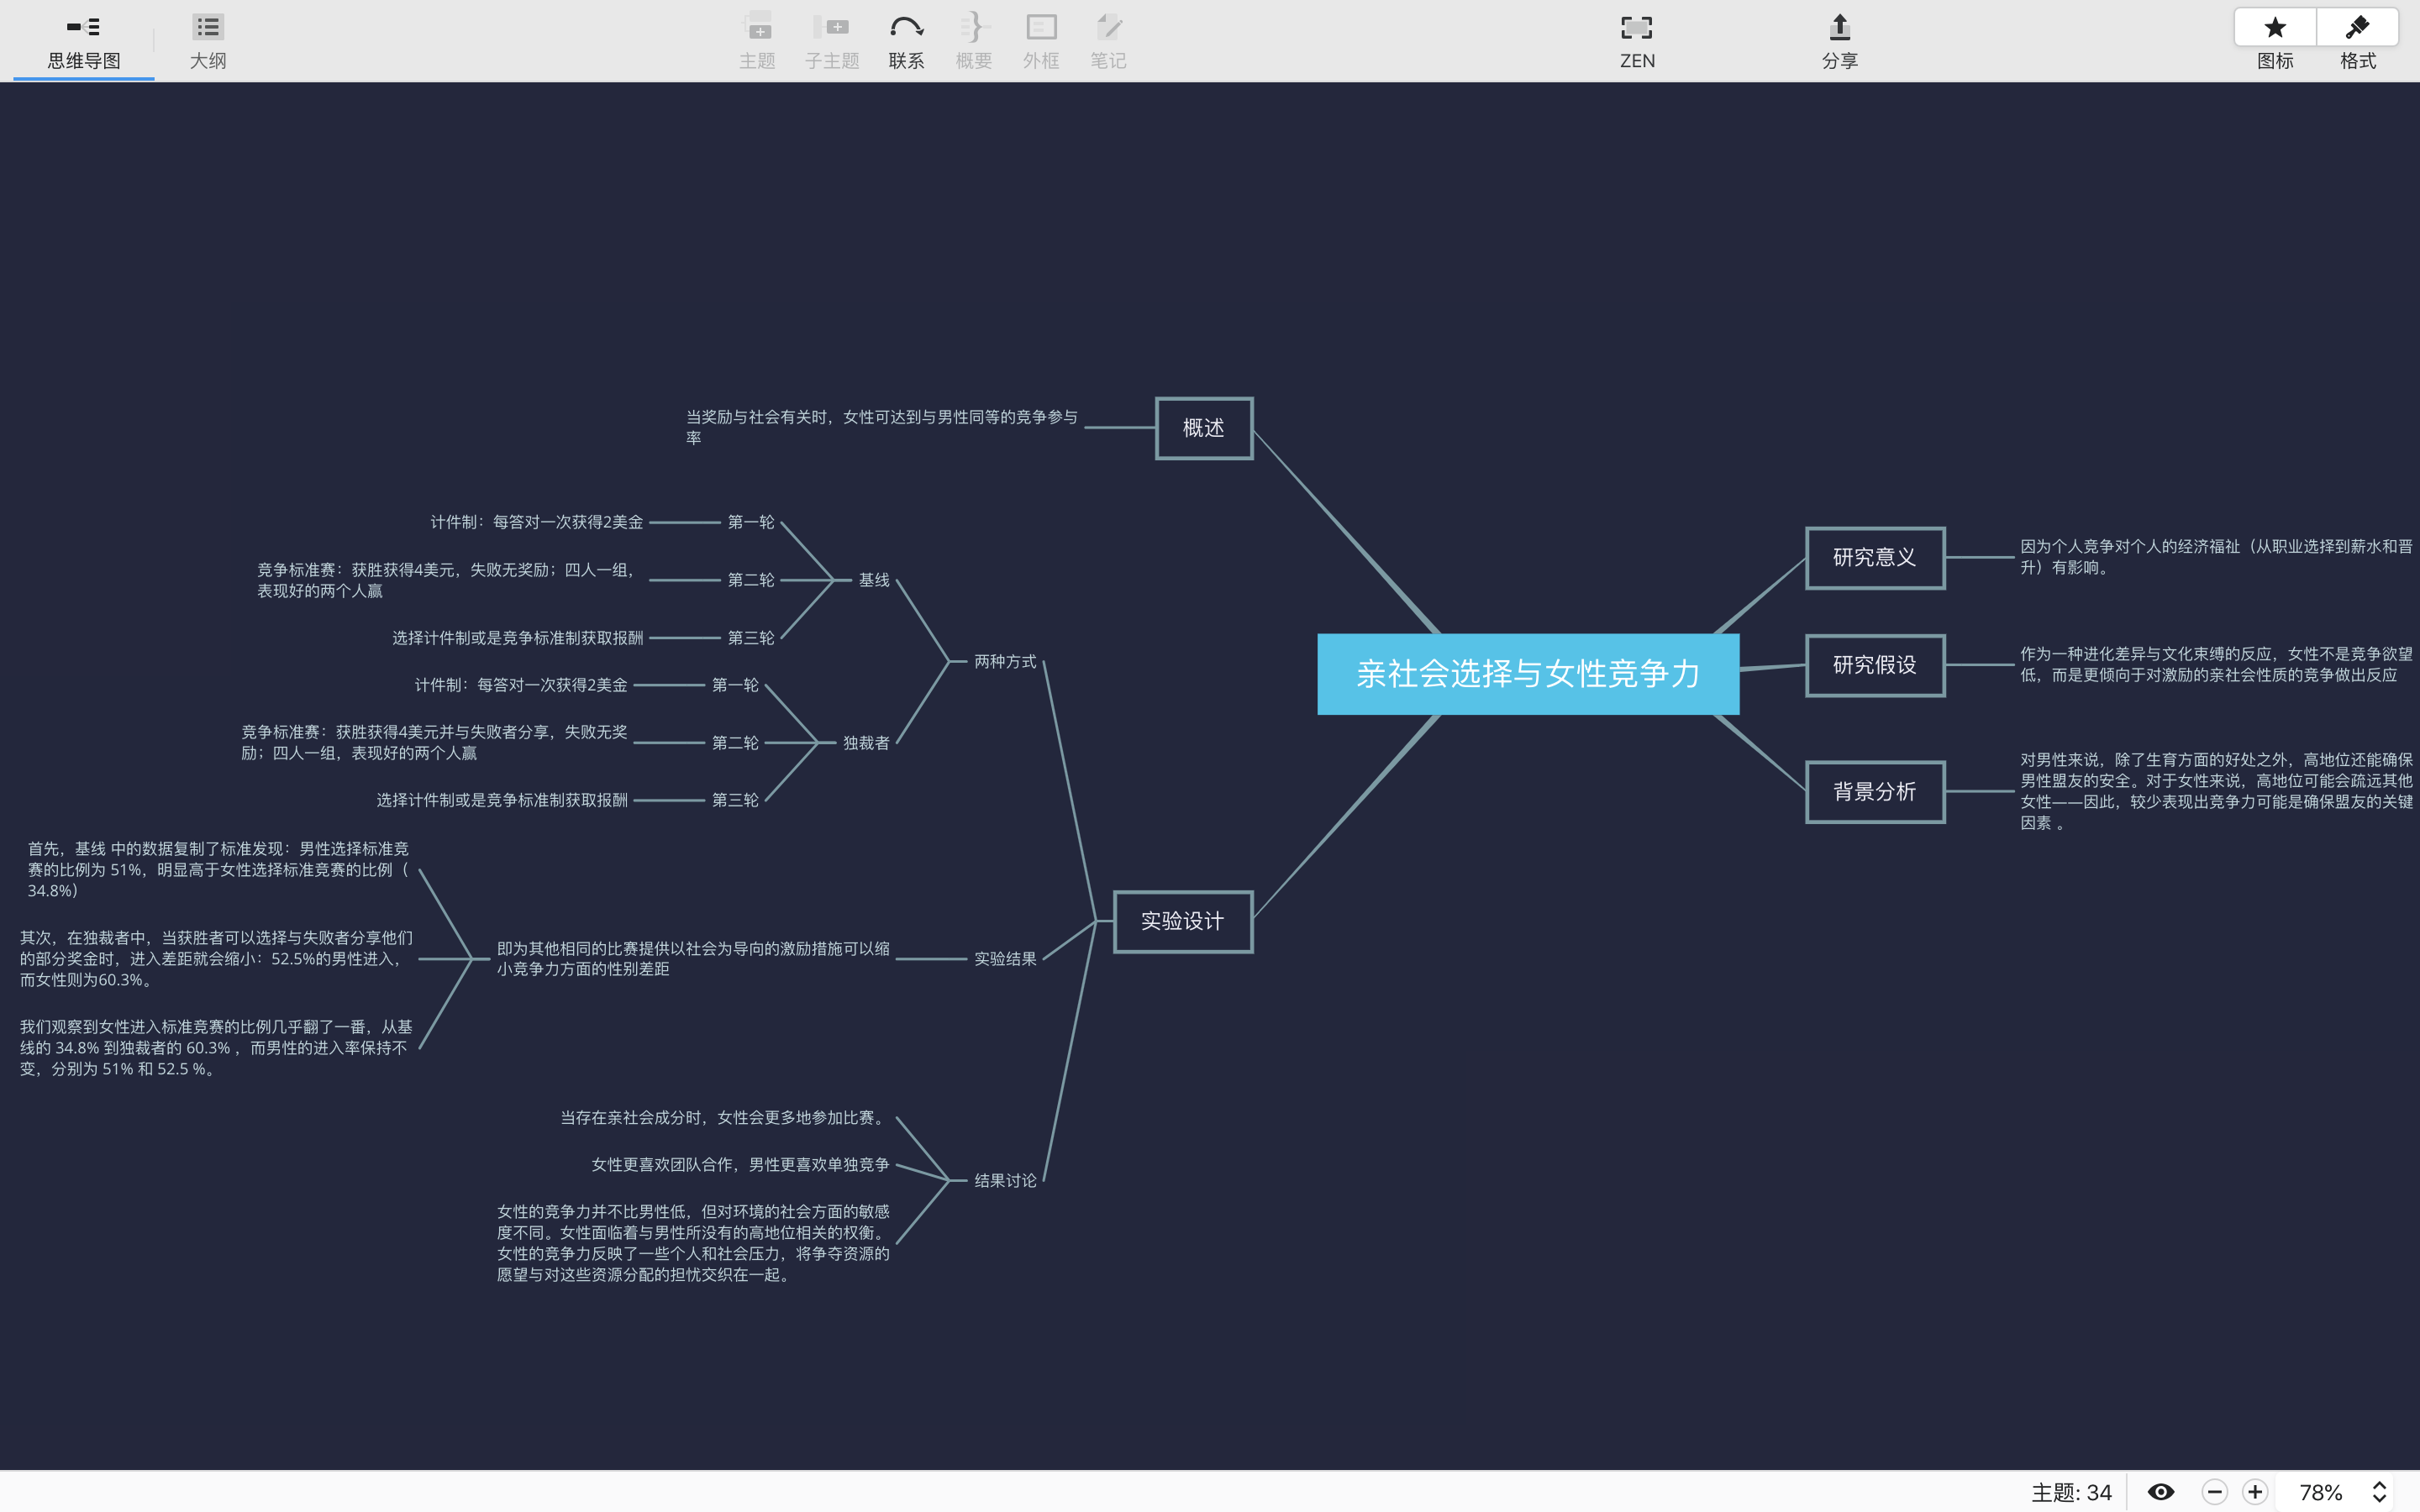 思维导图
大纲
主题
子主题
联系
概要
外框
笔记
ZEN
分享
图标
格式
亲社会选择与女性竞争力
研究意义
因为个人竞争对个人的经济福祉（从职业选择到薪水和晋
升）有影响。
研究假设
作为一种进化差异与文化束缚的反应，女性不是竞争欲望
低，而是更倾向于对激励的亲社会性质的竞争做出反应
背景分析
对男性来说，除了生育方面的好处之外，高地位还能确保
男性盟友的安全。对于女性来说，高地位可能会疏远其他
女性——因此，较少表现出竞争力可能是确保盟友的关键
因素 。
概述
当奖励与社会有关时，女性可达到与男性同等的竞争参与
率
实验设计
两种方式
基线
第一轮
计件制：每答对一次获得2美金
第二轮
竞争标准赛：获胜获得4美元，失败无奖励；四人一组，
表现好的两个人赢
第三轮
选择计件制或是竞争标准制获取报酬
独裁者
第一轮
计件制：每答对一次获得2美金
第二轮
竞争标准赛：获胜获得4美元并与失败者分享，失败无奖
励；四人一组，表现好的两个人赢
第三轮
选择计件制或是竞争标准制获取报酬
实验结果
即为其他相同的比赛提供以社会为导向的激励措施可以缩
小竞争力方面的性别差距
首先，基线 中的数据复制了标准发现：男性选择标准竞
赛的比例为 51%，明显高于女性选择标准竞赛的比例（
34.8%）
其次，在独裁者中，当获胜者可以选择与失败者分享他们
的部分奖金时，进入差距就会缩小：52.5%的男性进入，
而女性则为60.3%。
我们观察到女性进入标准竞赛的比例几乎翻了一番，从基
线的 34.8% 到独裁者的 60.3% ，而男性的进入率保持不
变，分别为 51% 和 52.5 %。
结果讨论
当存在亲社会成分时，女性会更多地参加比赛。
女性更喜欢团队合作，男性更喜欢单独竞争
女性的竞争力并不比男性低，但对环境的社会方面的敏感
度不同。女性面临着与男性所没有的高地位相关的权衡。
女性的竞争力反映了一些个人和社会压力，将争夺资源的
愿望与对这些资源分配的担忧交织在一起。
主题: 34
78%